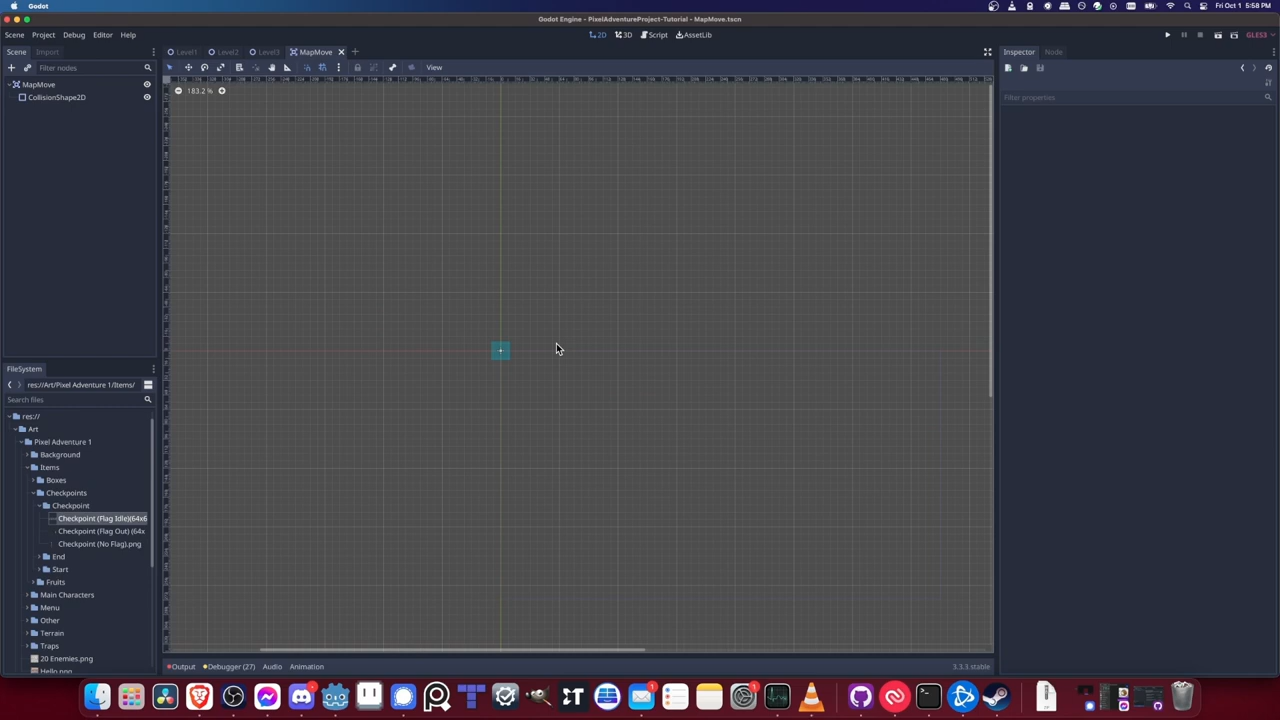 Godot
Fri Oct 1 5:58 PM
Godot Engine - PixelAdventureProject-Tutorial - MapMove.tscn
Scene Project Debug Editor Help
2D 3D Script AssetLib
GLES3
Scene Import
Level1 Level2 Level3 MapMove
Inspector Node
Filter nodes
View
MapMove
183.2 %
CollisionShape2D
Filter properties
FileSystem
res://Art/Pixel Adventure 1/Items/
Search files
res://
Art
Pixel Adventure 1
Background
Items
Boxes
Checkpoints
Checkpoint
Checkpoint (Flag Idle)(64x6
Checkpoint (Flag Out) (64x
Checkpoint (No Flag).png
End
Start
Fruits
Main Characters
Menu
Other
Terrain
Traps
20 Enemies.png
Hello.png
Output Debugger (27) Audio Animation
3.3.3 stable